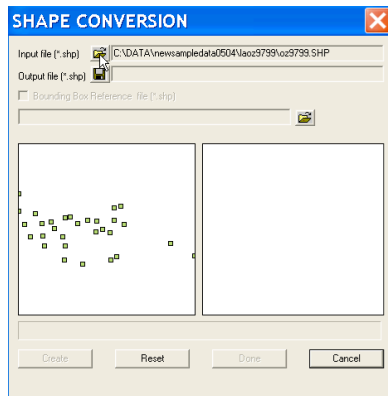 SHAPE CONVERSION
Input file (*.shp) C:\DATA\newsampledata0504\laoz9799\oz9799.SHP
Output file (*.shp)
Bounding Box Reference file (*.shp)
Create Reset Done Cancel